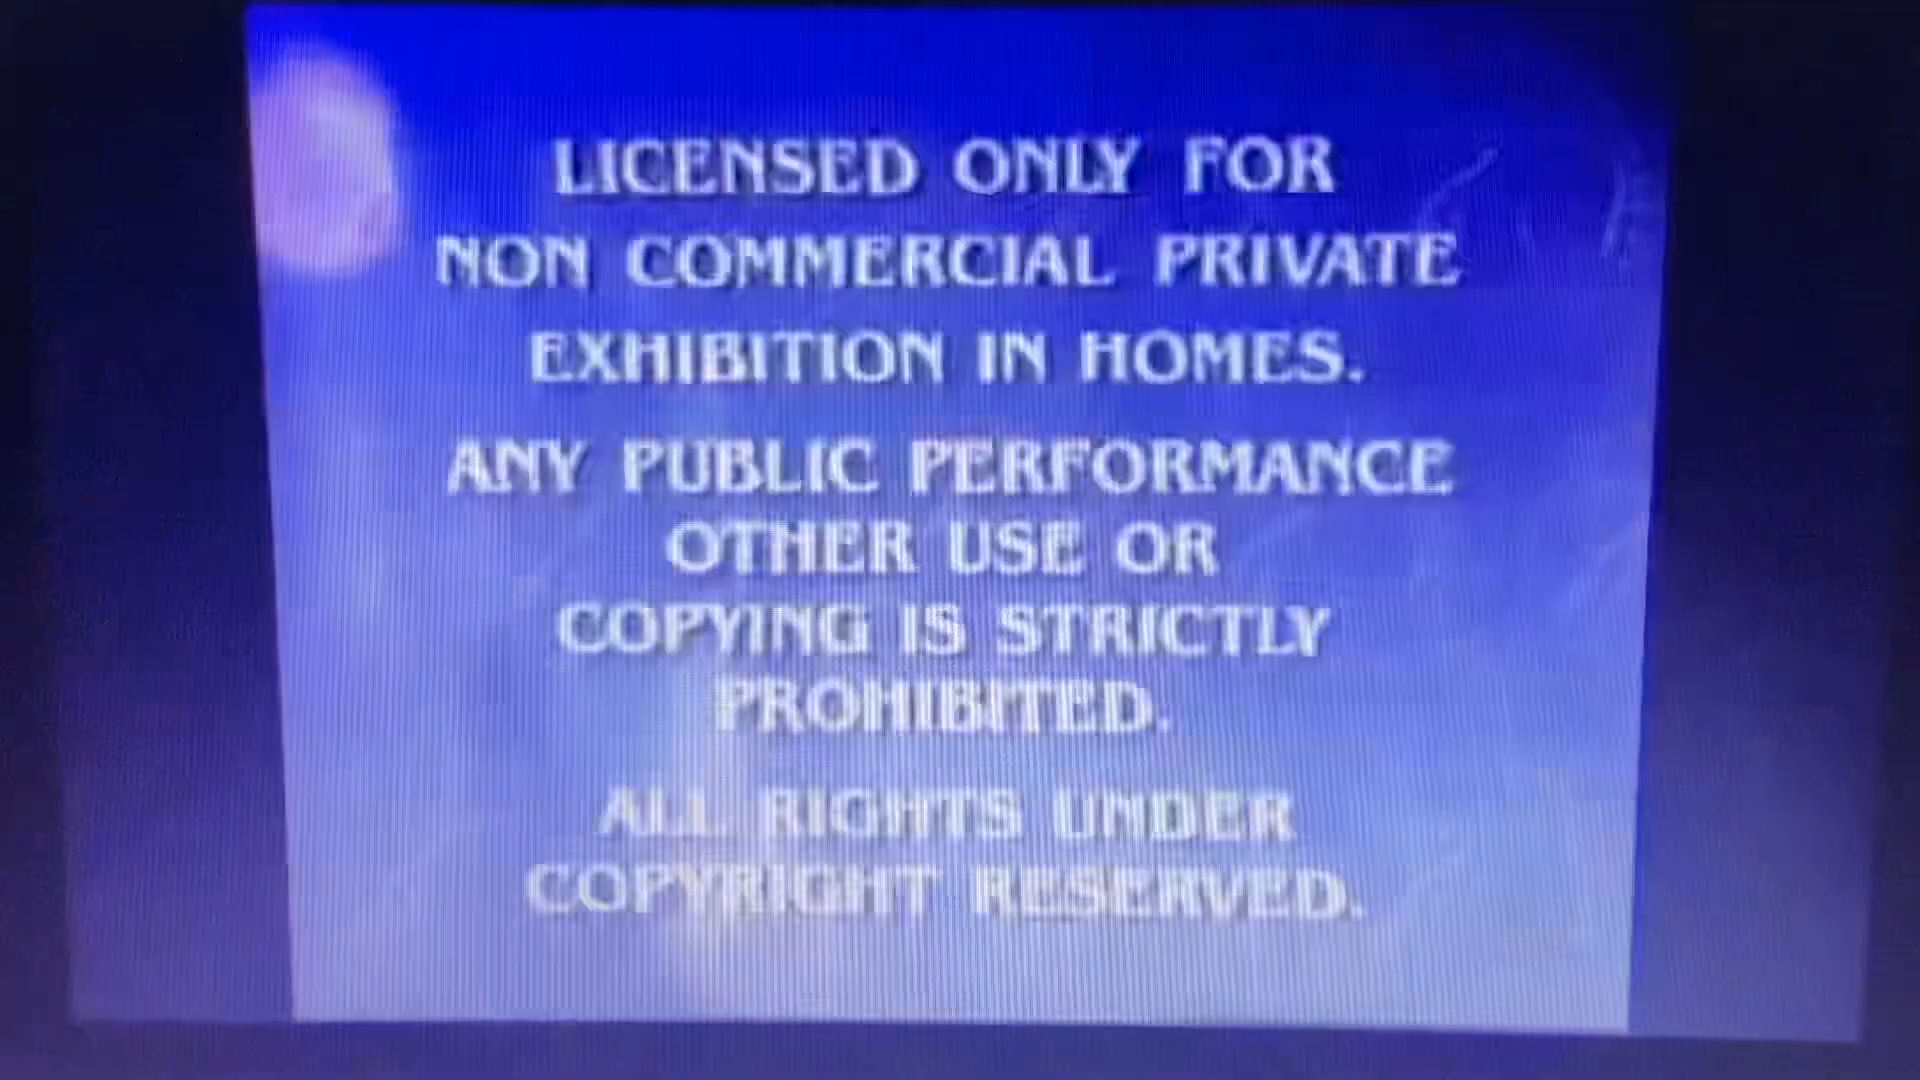 LICENSED ONLY FOR
NON COMMERCIAL PRIVATE
EXHIBITION IN HOMES.
ANY PUBLIC PERFORMANCE
OTHER USE OR
COPYING IS STRICTLY
PROHIBITED.
ALL RIGHTS UNDER
COPYRIGHT RESERVED.